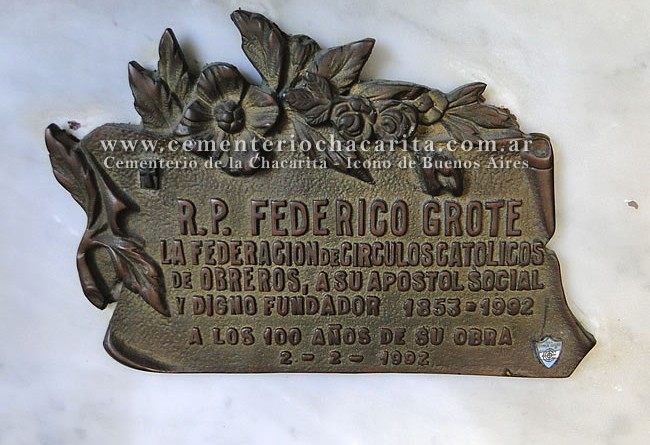 www.cementeriochacarita.com.ar
Cementerio de la Chacarita - Icono de Buenos Aires
R.P. FEDERICO GROTE
LA FEDERACION DE CIRCULOS CATOLICOS
DE OBREROS, A SU APOSTOL SOCIAL
Y DIGNO FUNDADOR 1853-1992
A LOS 100 AÑOS DE SU OBRA
2-2-1992